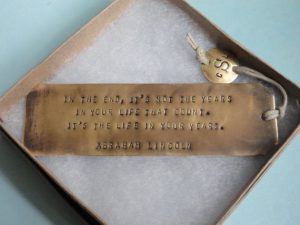 IN THE END, IT'S NOT THE YEARS
IN YOUR LIFE THAT COUNT.
IT'S THE LIFE IN YOUR YEARS.
ABRAHAM LINCOLN